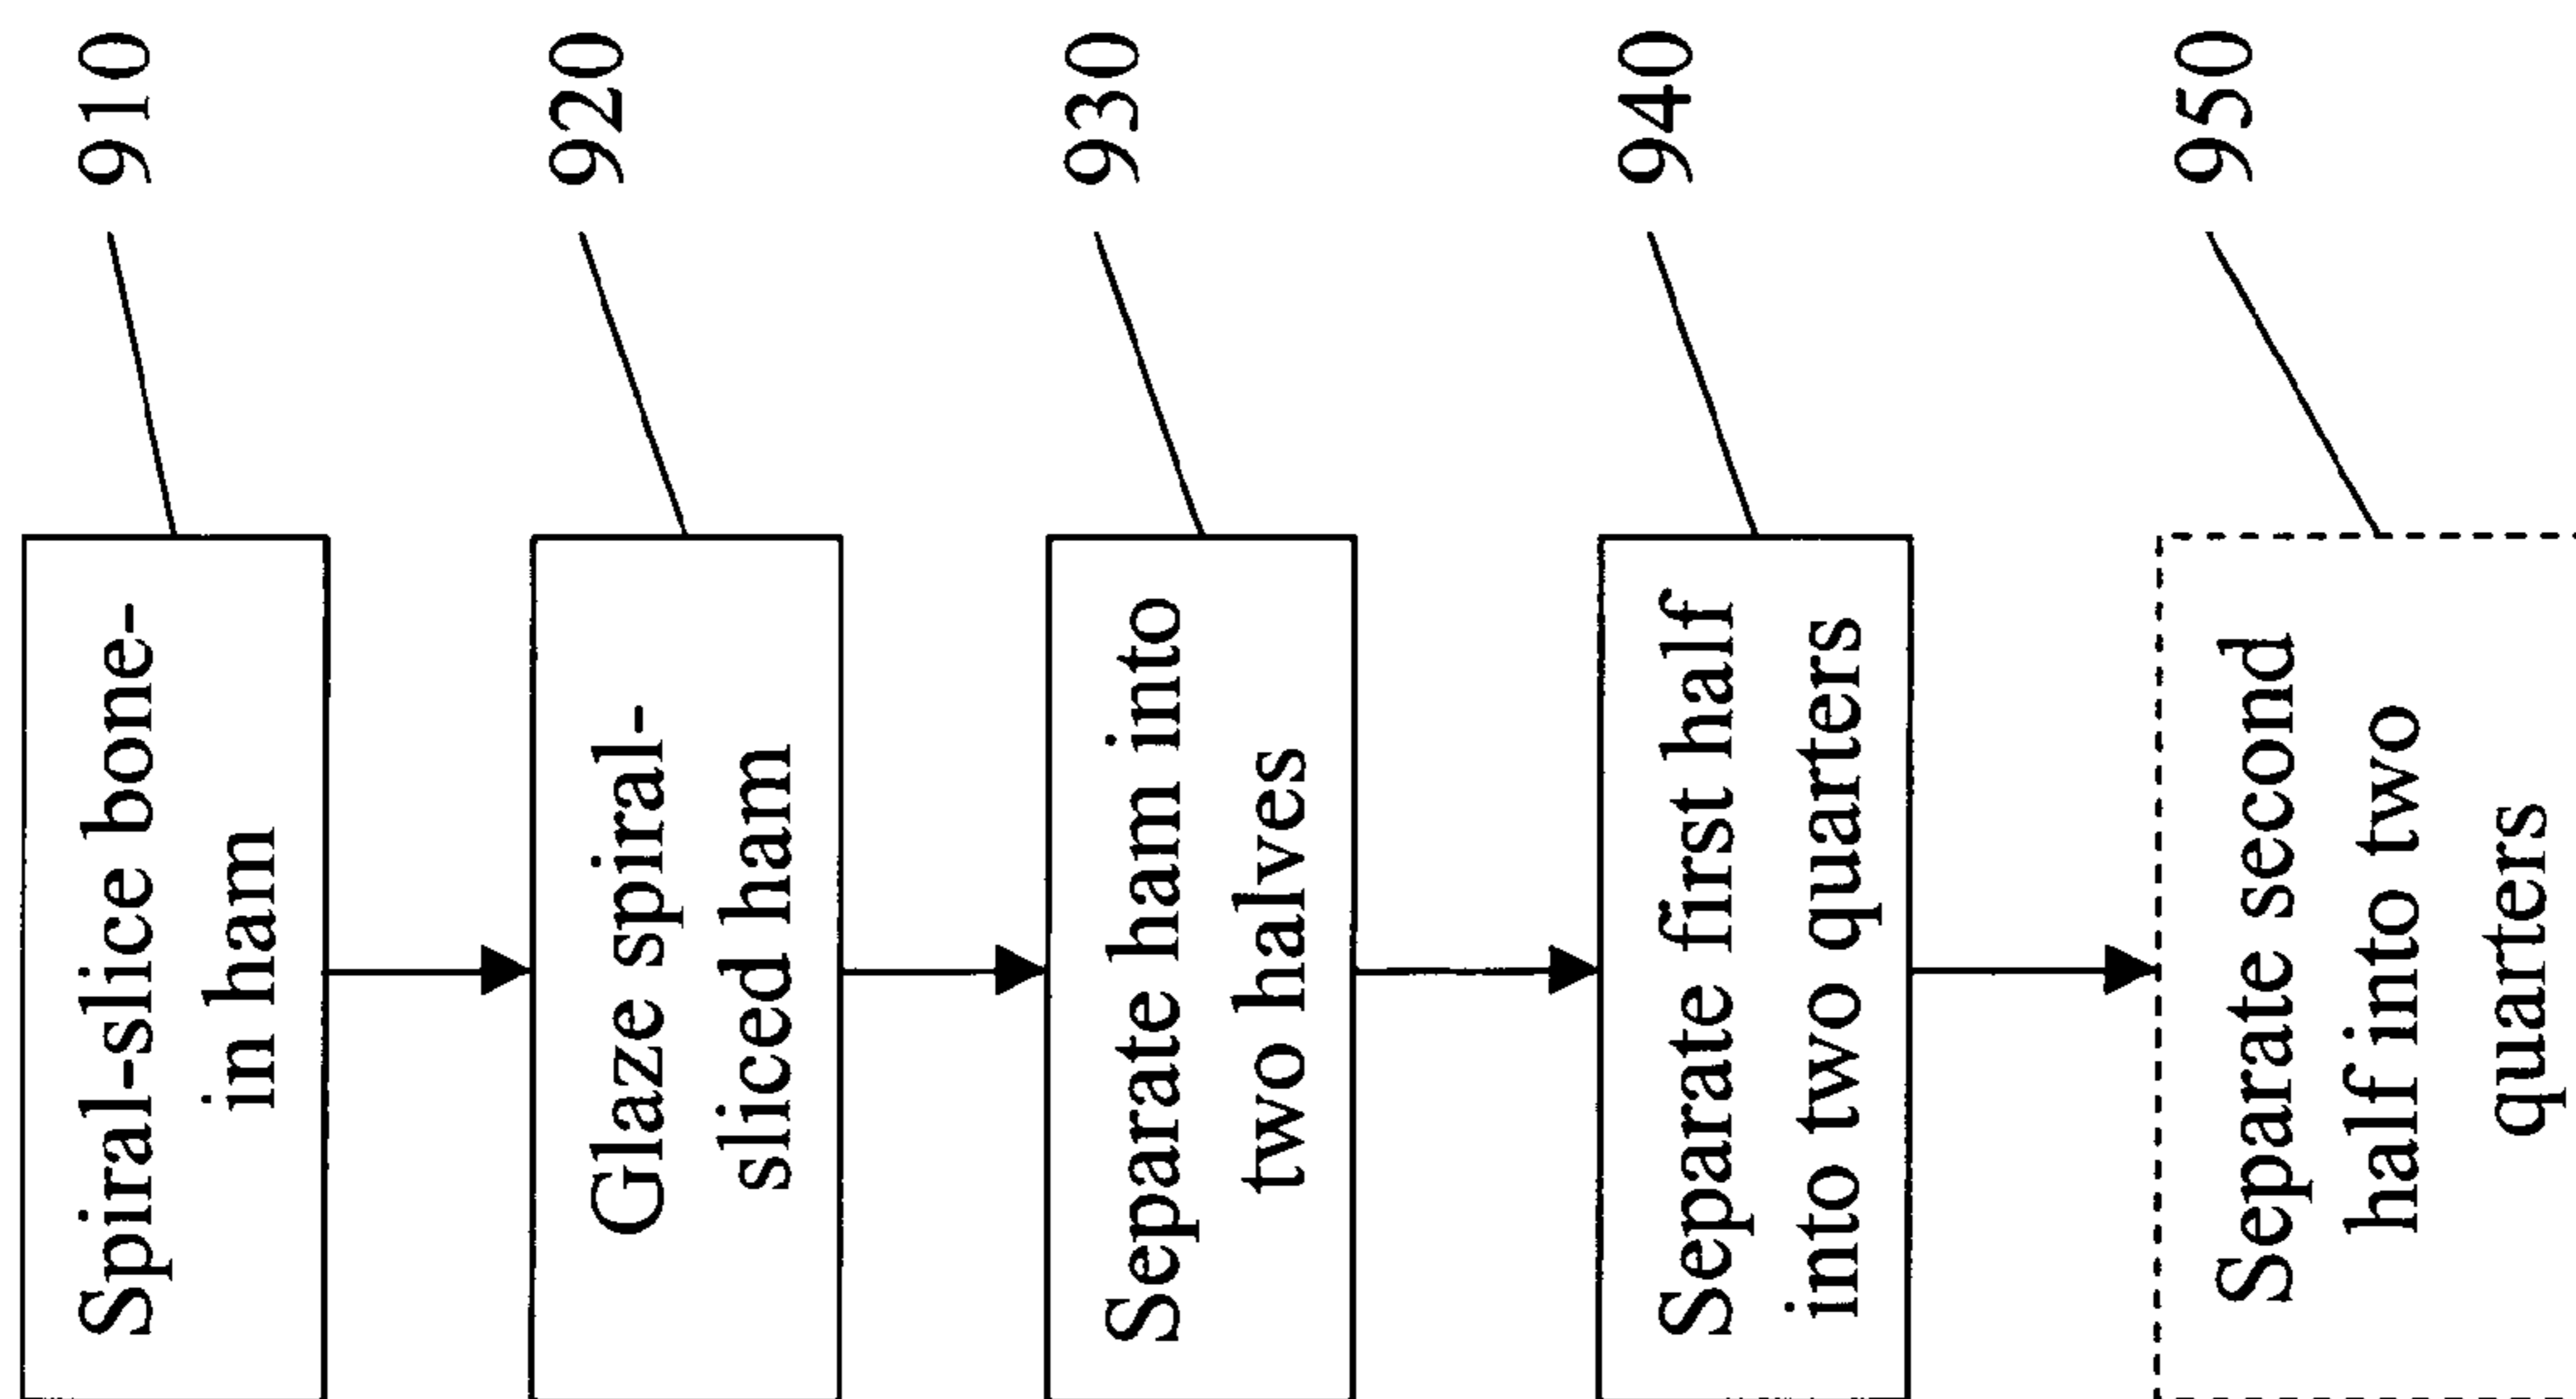 Spiral-slice bone-
in ham
910
Glaze spiral-
sliced ham
920
Separate ham into
two halves
930
Separate first half
into two quarters
940
Separate second
half into two
quarters
950